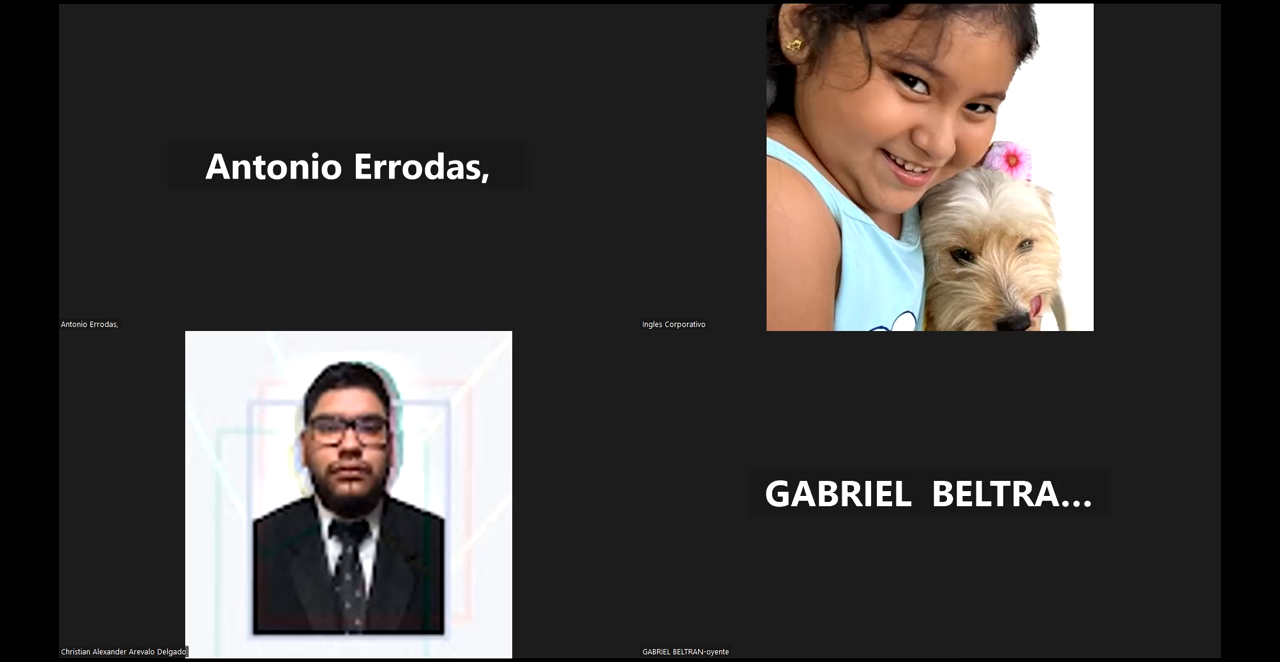 Antonio Errodas,
Antonio Errodas,
Ingles Corporativo
GABRIEL  BELTRA...
Christian Alexander Arevalo Delgado
GABRIEL BELTRAN-oyente